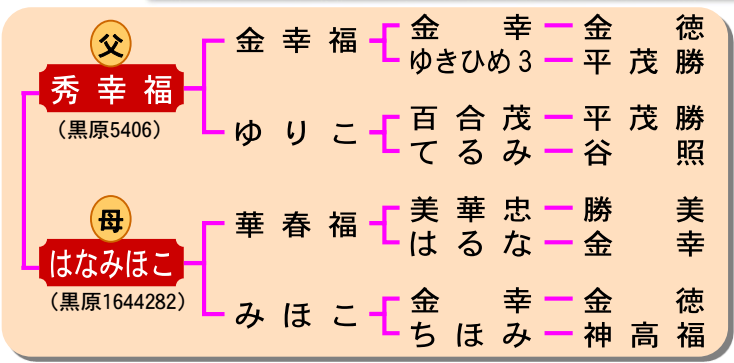 父
秀幸福
（黒原5406）
金幸福
金幸 金徳
ゆきひめ3 平茂勝
ゆりこ
百合茂 平茂勝
てるみ 谷照
母
はなみほこ
（黒原1644282）
華春福
美華忠 勝美
はるな 金幸
みほこ
金幸 金徳
ちほみ 神高福